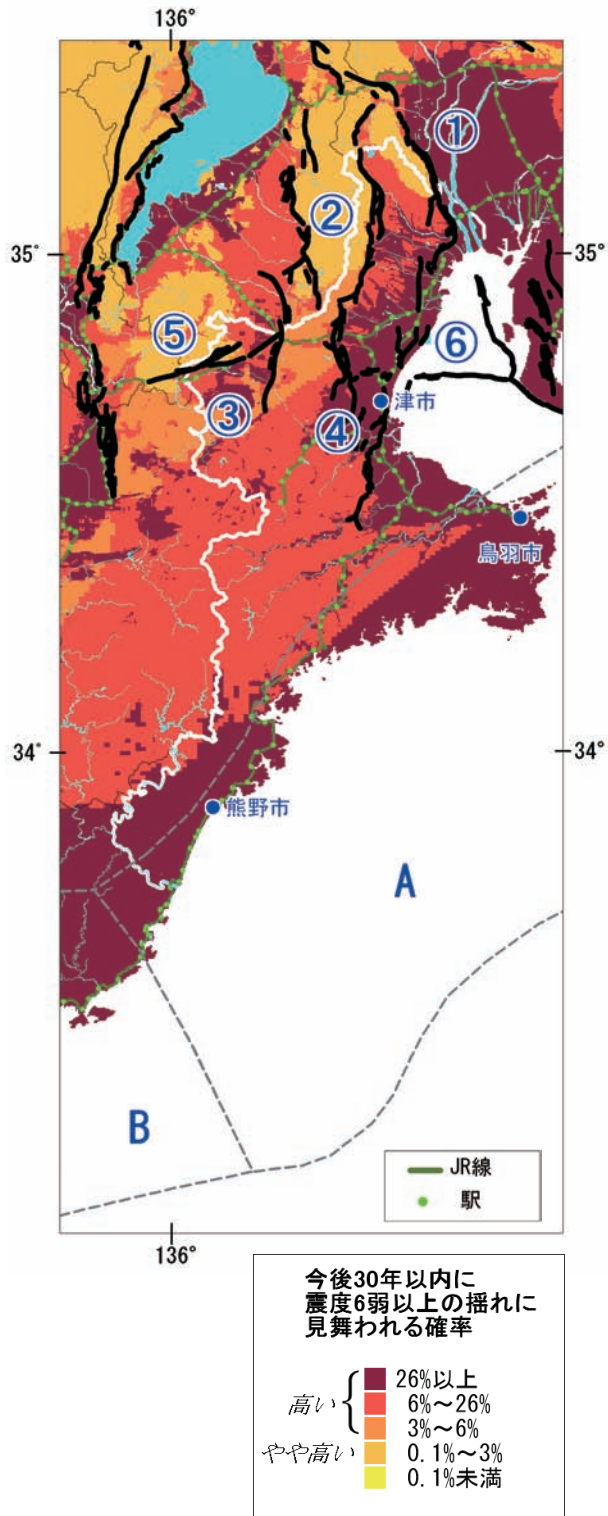 136°
①
②
35°
35°
⑤
⑥
③
津市
④
鳥羽市
34°
34°
熊野市
A
B
JR線
駅
136°
今後30年以内に
震度6弱以上の揺れに
見舞われる確率
26%以上
高い
6%～26%
3%～6%
やや高い
0.1%～3%
0.1%未満